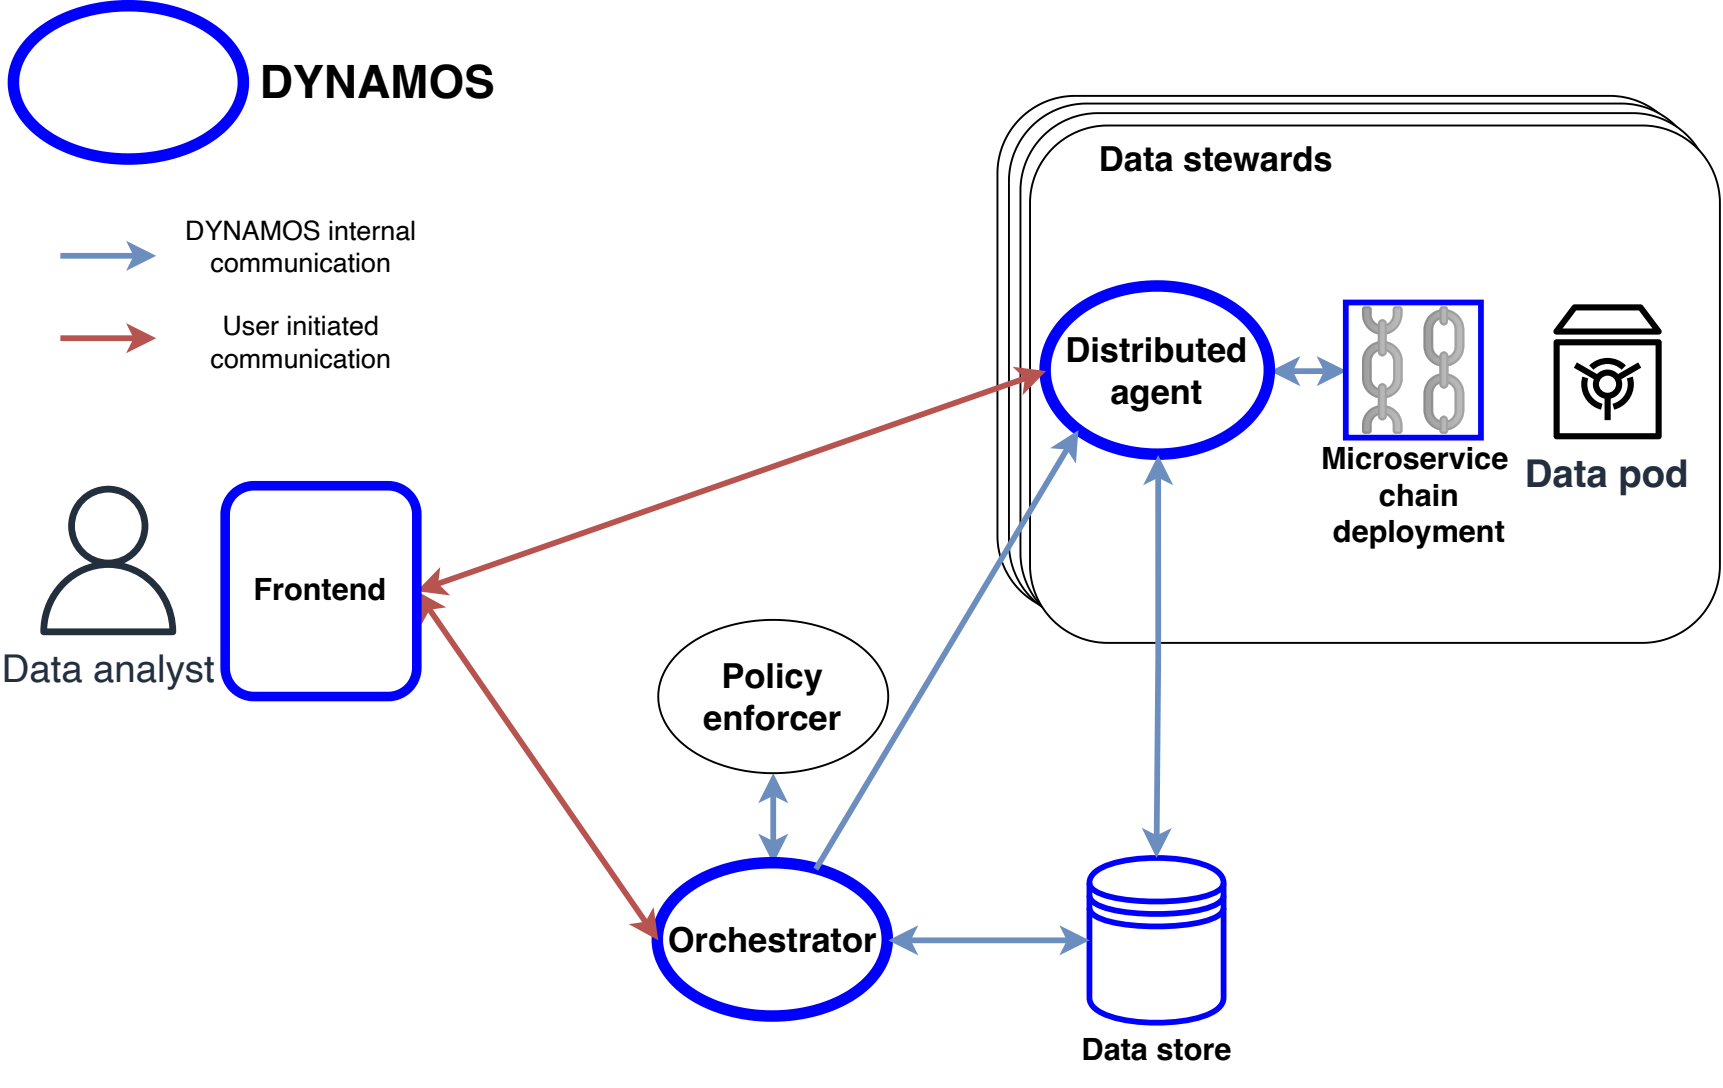 DYNAMOS
DYNAMOS internal
communication
User initiated
communication
Data stewards
Distributed
agent
Microservice
chain
deployment
Data pod
Frontend
Data analyst
Policy
enforcer
Orchestrator
Data store